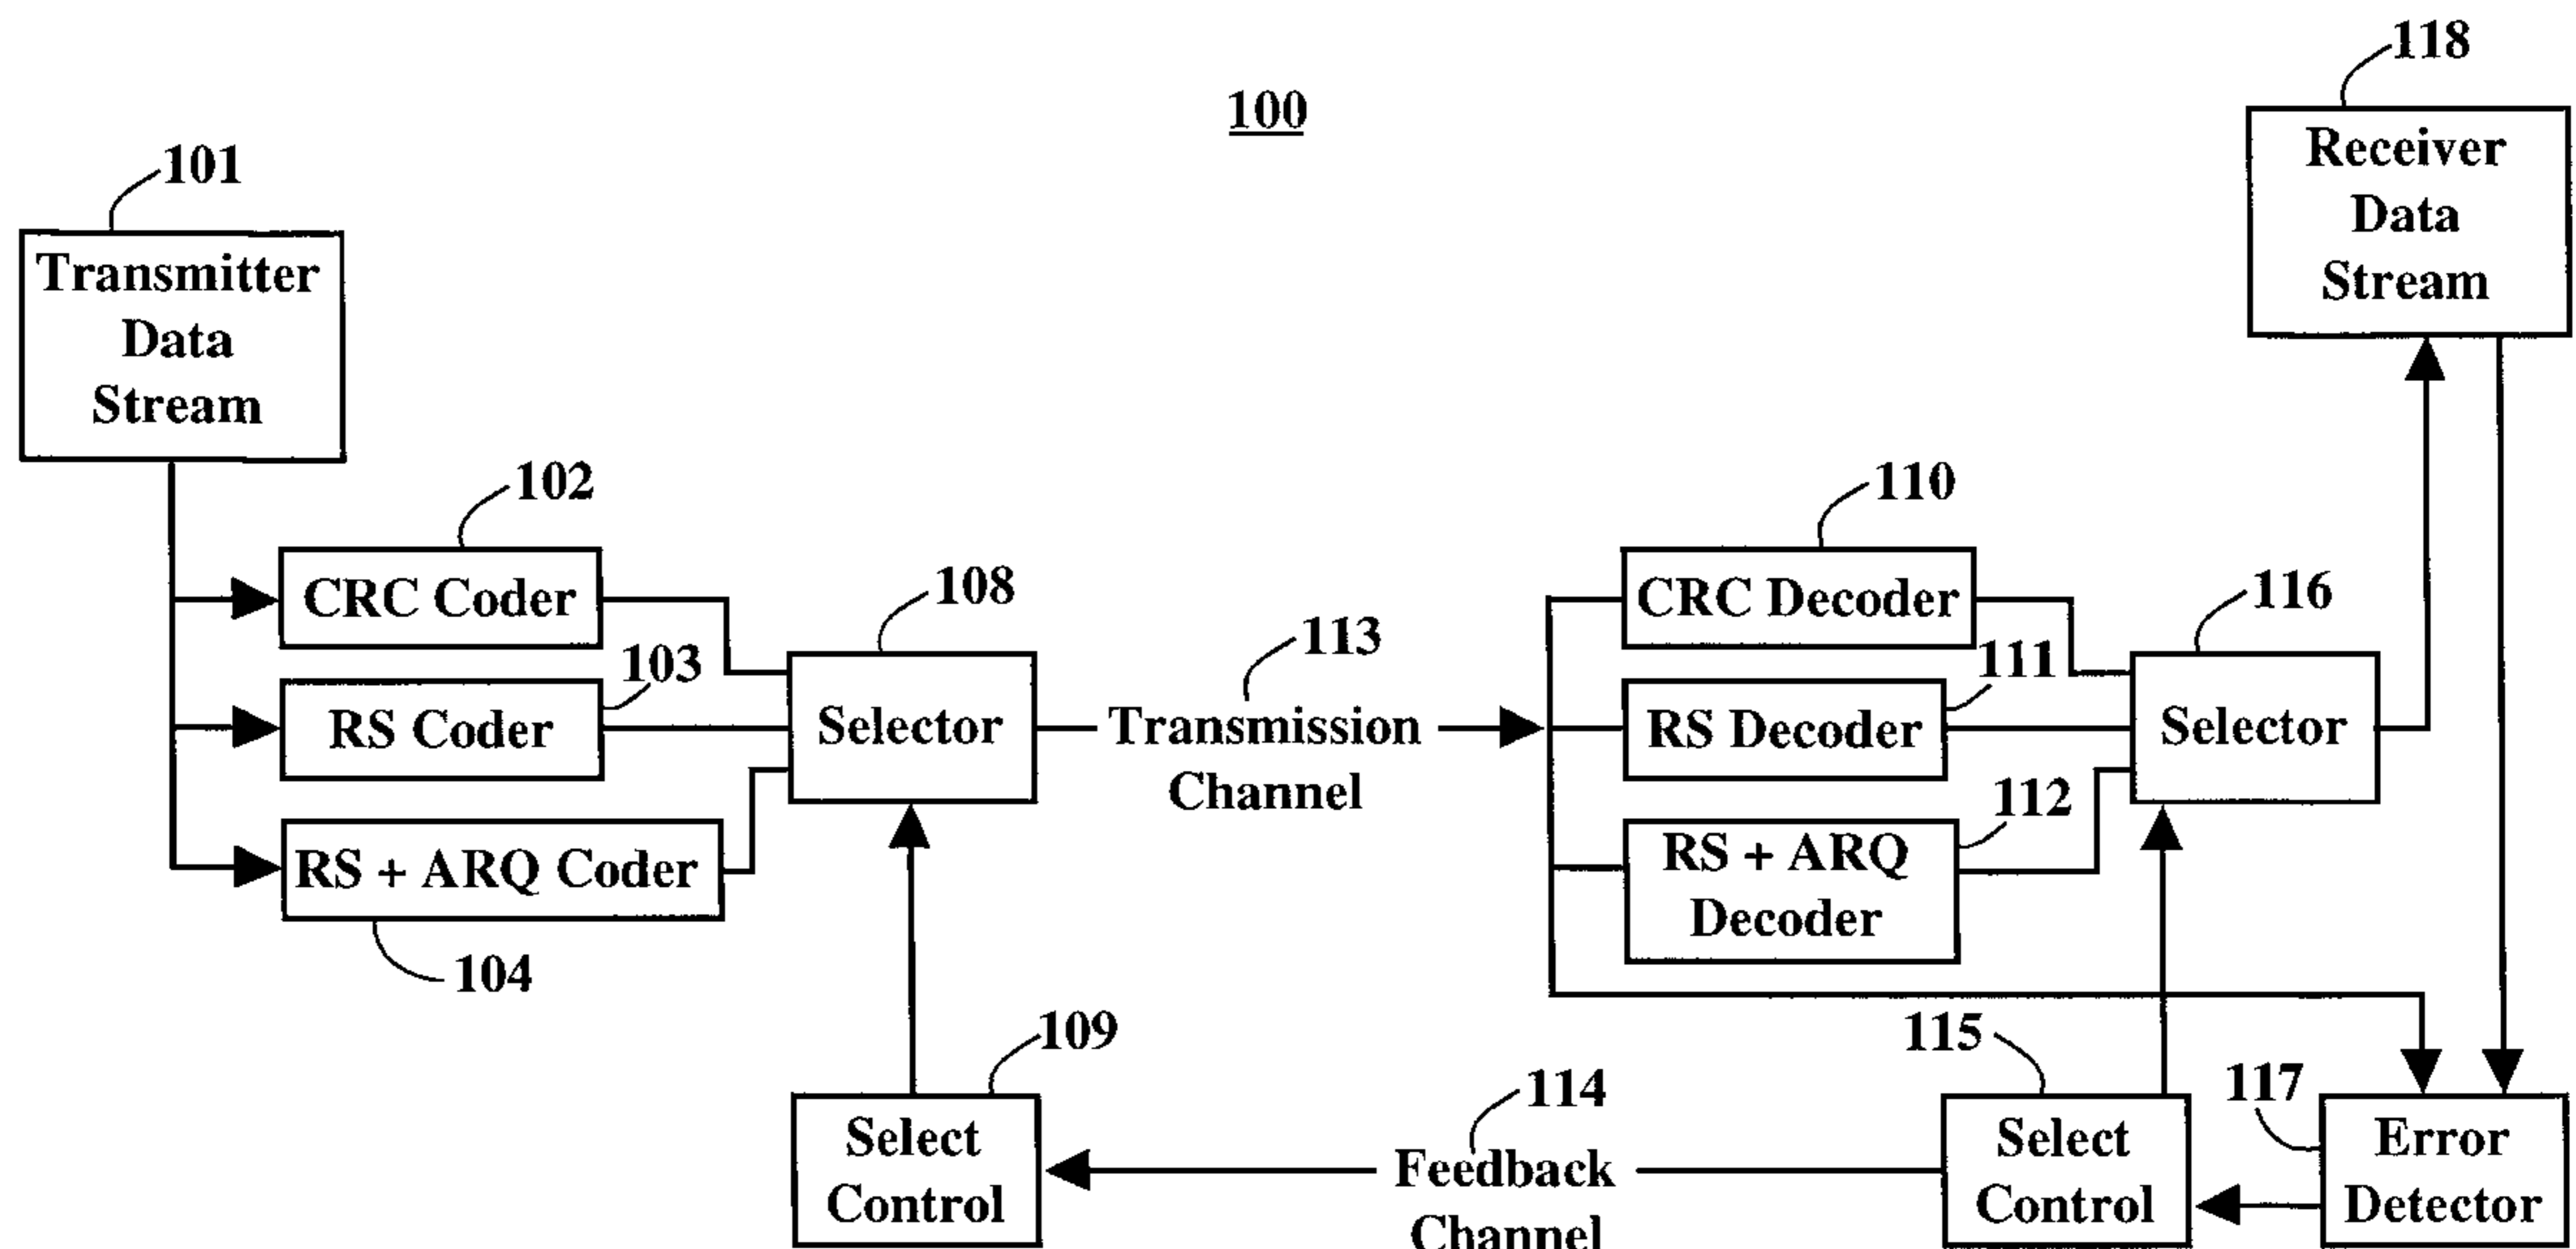 100
118
Receiver
Data
Stream
101
Transmitter
Data
Stream
102
CRC Coder
103
RS Coder
RS + ARQ Coder
104
108
Selector
113
Transmission
Channel
110
CRC Decoder
111
RS Decoder
112
RS + ARQ
Decoder
116
Selector
109
Select
Control
114
Feedback
Channel
115
Select
Control
117
Error
Detector